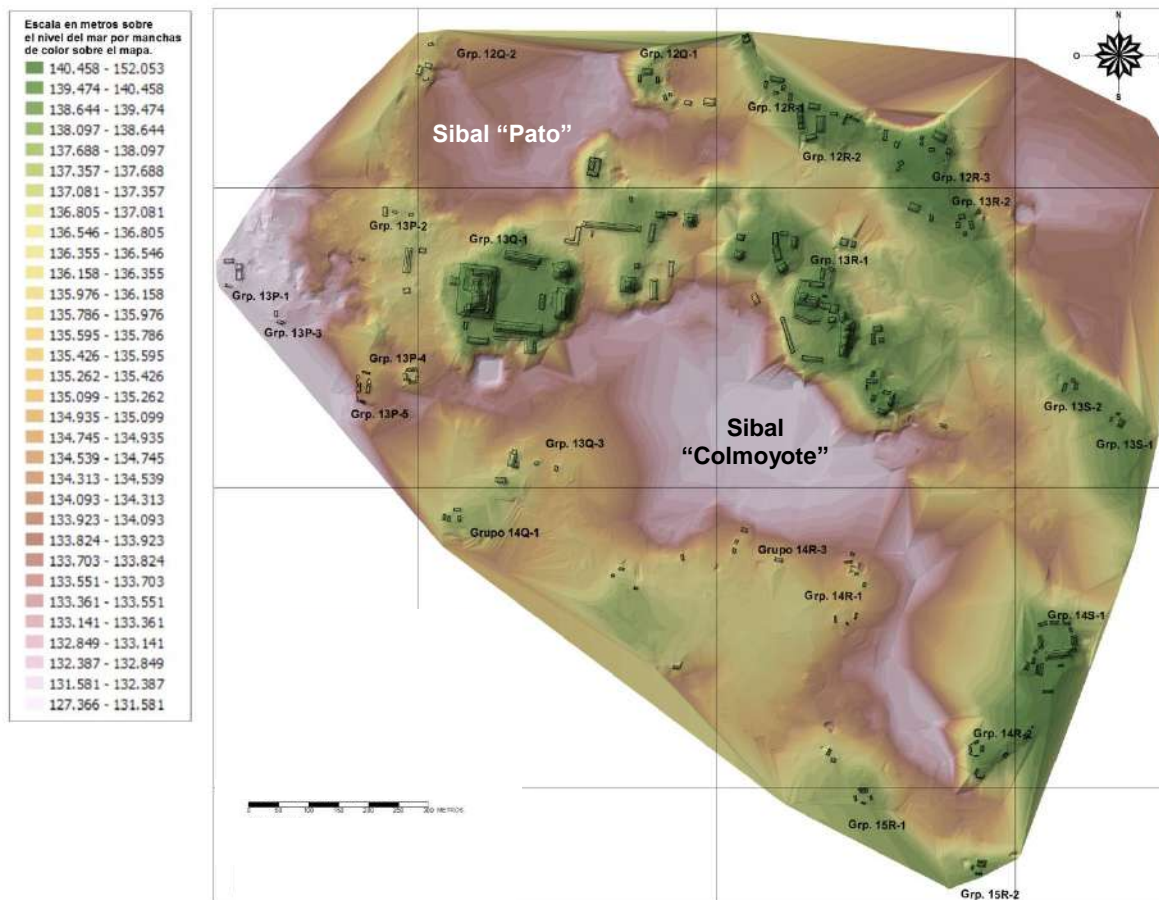 Escala en metros sobre
el nivel del mar por manchas
de color sobre el mapa.
140.458 - 152.053
139.474 - 140.458
138.644 - 139.474
138.097 - 138.644
137.688 - 138.097
137.357 - 137.688
137.081 - 137.357
136.805 - 137.081
136.546 - 136.805
136.355 - 136.546
136.158 - 136.355
135.976 - 136.158
135.786 - 135.976
135.595 - 135.786
135.426 - 135.595
135.262 - 135.426
135.099 - 135.262
134.935 - 135.099
134.745 - 134.935
134.539 - 134.745
134.313 - 134.539
134.093 - 134.313
133.923 - 134.093
133.824 - 133.923
133.703 - 133.824
133.551 - 133.703
133.361 - 133.551
133.141 - 133.361
132.849 - 133.141
132.387 - 132.849
131.581 - 132.387
127.366 - 131.581
N
O
S
Grp. 12Q-2
Grp. 12Q-1
Grp. 12R-1
Sibal “Pato”
Grp. 12R-2
Grp. 12R-3
Grp. 13R-2
Grp. 13P-2
Grp. 13Q-1
Grp. 13R-1
Grp. 13P-1
Grp. 13P-3
Grp. 13P-4
Grp. 13P-5
Grp. 13S-2
Grp. 13S-1
Sibal
“Colmoyote”
Grp. 13Q-3
Grupo 14Q-1
Grupo 14R-3
Grp. 14R-1
Grp. 14S-1
Grp. 14R-2
Grp. 15R-1
Grp. 15R-2
0 50 100 150 200 250 300 METROS